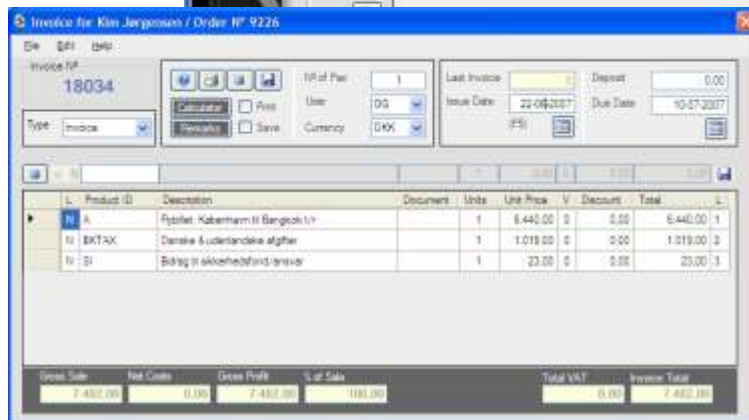 Invoice for Kim Jørgensen / Order Nº 9226
File Edit Help
Invoice Nº
18034
Type Invoice
Calculator
Remarks
Print
Save
Nº of Pax 1
User OG
Currency DKK
Last Invoice 0
Issue Date 22-06-2007
(F5)
Deposit 0.00
Due Date 10-07-2007
L Product ID Description Document Units Unit Price V Discount Total L
N A Flybillet: København til Bangkok t/r 1 6.440.00 0 0.00 6.440.00 1
N BKTAX Danske & udenlandske afgifter 1 1.019.00 0 0.00 1.019.00 2
N SI Bidrag til sikkerhedsfond/ansvar 1 23.00 0 0.00 23.00 3
Gross Sale Net Costs Gross Profit % of Sale Total VAT Invoice Total
7.482.00 0.00 7.482.00 100.00 0.00 7.482.00